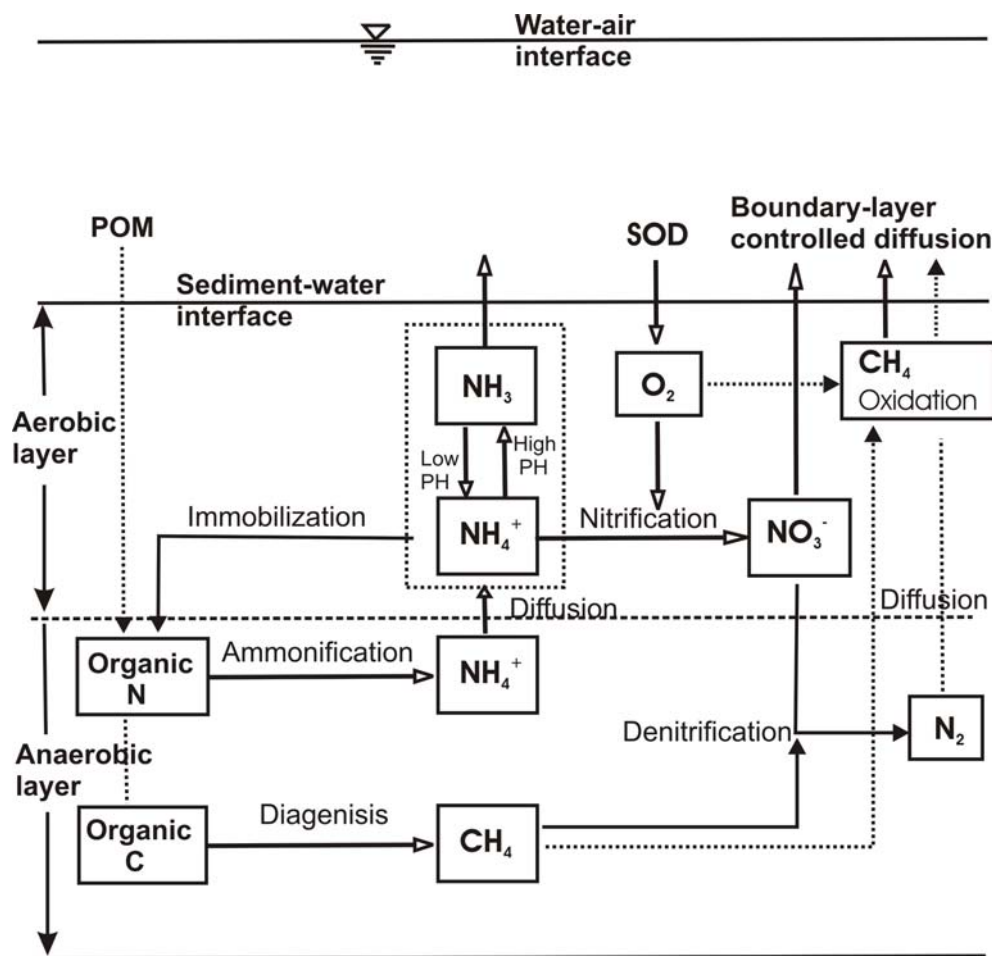 Water-air
interface
POM
SOD
Boundary-layer
controlled diffusion
Sediment-water
interface
Aerobic
layer
NH₃
O₂
CH₄
Oxidation
Low
PH
High
PH
Immobilization
NH₄⁺
Nitrification
NO₃⁻
Diffusion
Diffusion
Organic
N
Ammonification
NH₄⁺
Denitrification
N₂
Anaerobic
layer
Organic
C
Diagenisis
CH₄